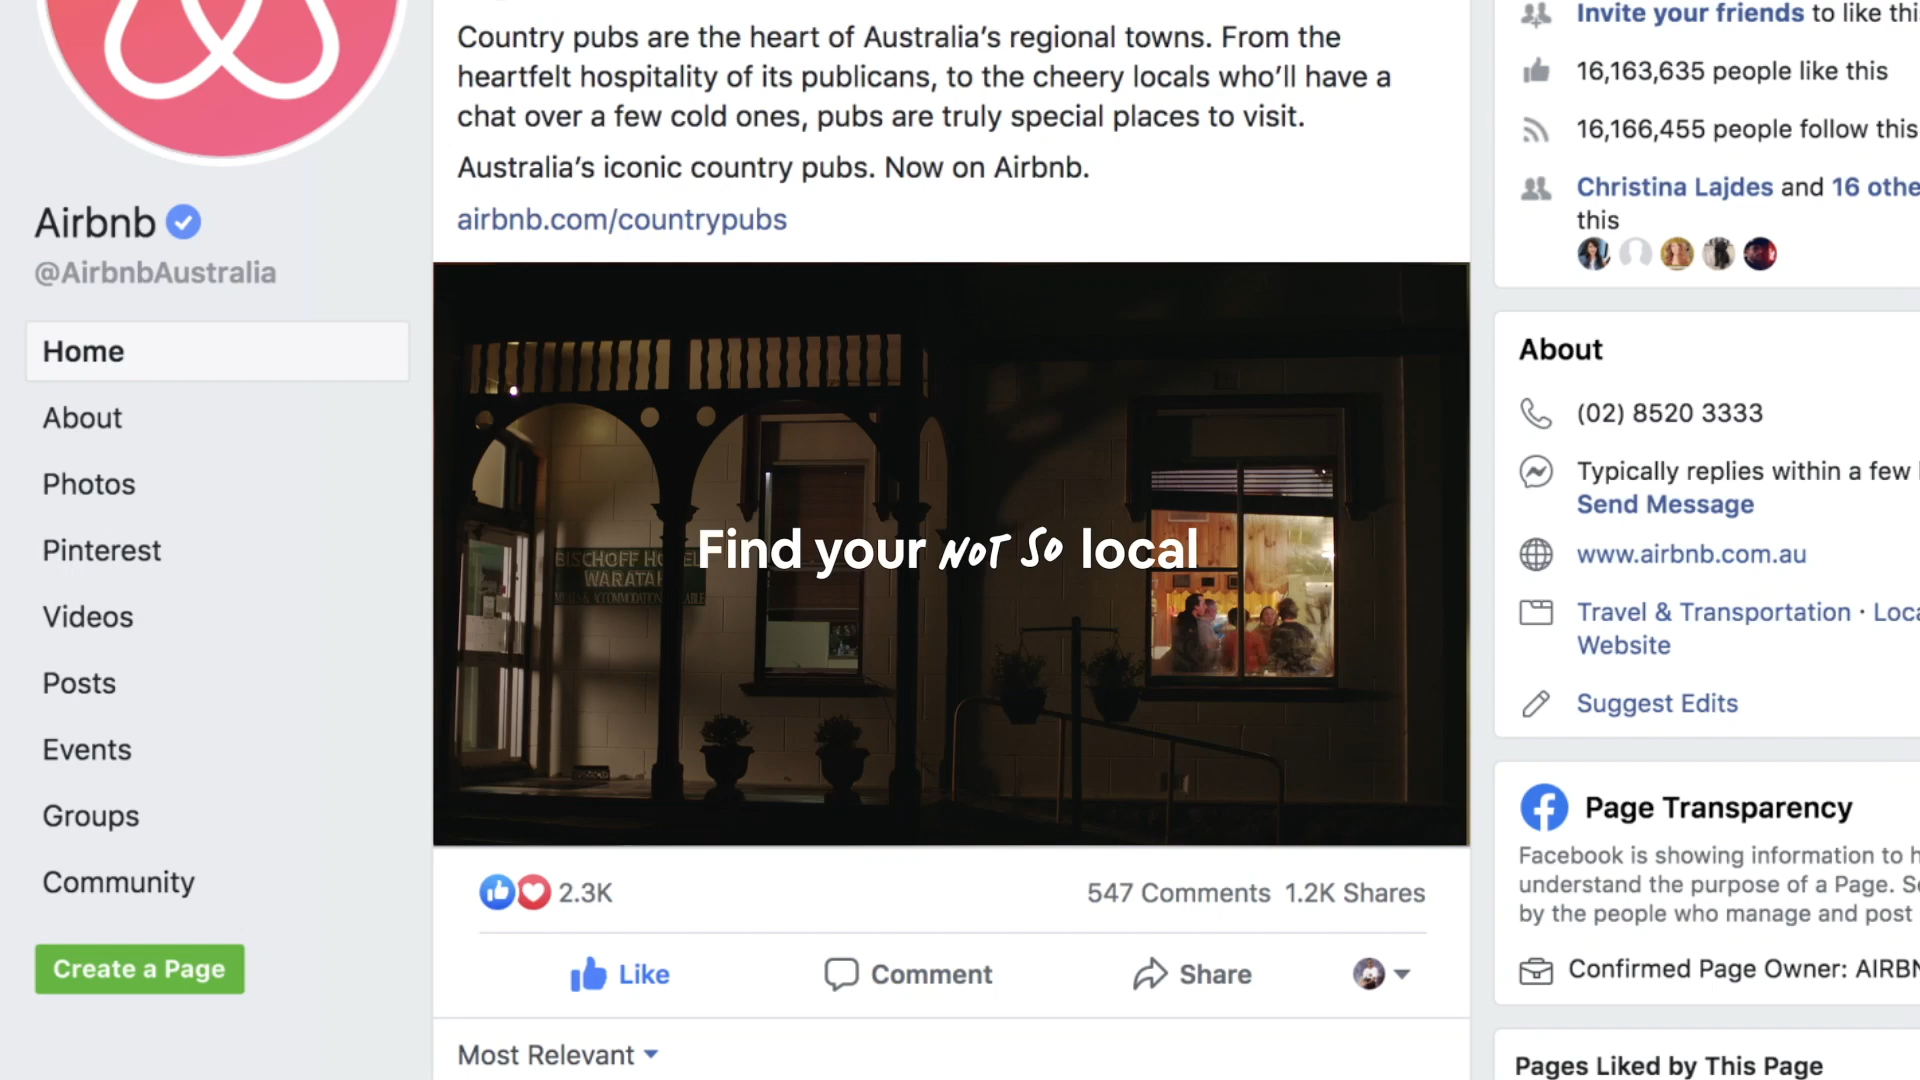 Country pubs are the heart of Australia’s regional towns. From the
heartfelt hospitality of its publicans, to the cheery locals who’ll have a
chat over a few cold ones, pubs are truly special places to visit.
Australia’s iconic country pubs. Now on Airbnb.
airbnb.com/countrypubs
Airbnb
@AirbnbAustralia
Home
About
Photos
Pinterest
Videos
Posts
Events
Groups
Community
Create a Page
BISCHOFF HO EL
WARATAH
Find your NOT SO local
2.3K
547 Comments 1.2K Shares
Like
Comment
Share
Most Relevant
Invite your friends to like this
16,163,635 people like this
16,166,455 people follow this
Christina Lajdes and 16 othe
this
About
(02) 8520 3333
Typically replies within a few
Send Message
www.airbnb.com.au
Travel & Transportation · Loca
Website
Suggest Edits
Page Transparency
Facebook is showing information to h
understand the purpose of a Page. Se
by the people who manage and post
Confirmed Page Owner: AIRBN
Pages Liked by This Page